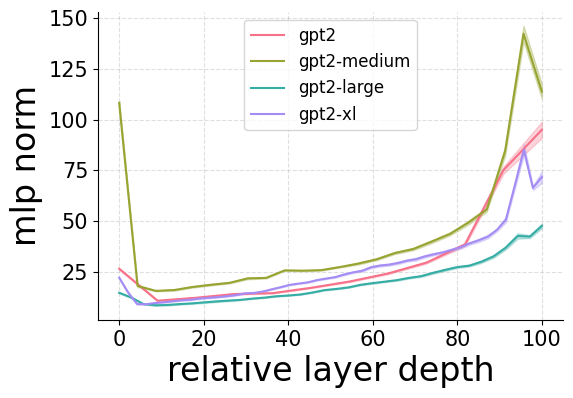 mlp norm
150
125
100
75
50
25
gpt2
gpt2-medium
gpt2-large
gpt2-xl
0 20 40 60 80 100
relative layer depth